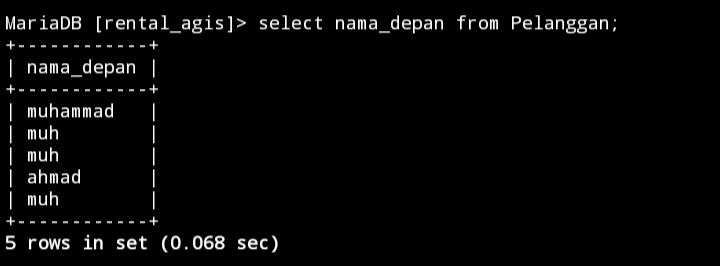 MariaDB [rental_agis]> select nama_depan from Pelanggan;
+------------+
| nama_depan |
+------------+
| muhammad   |
| muh        |
| muh        |
| ahmad      |
| muh        |
+------------+
5 rows in set (0.068 sec)